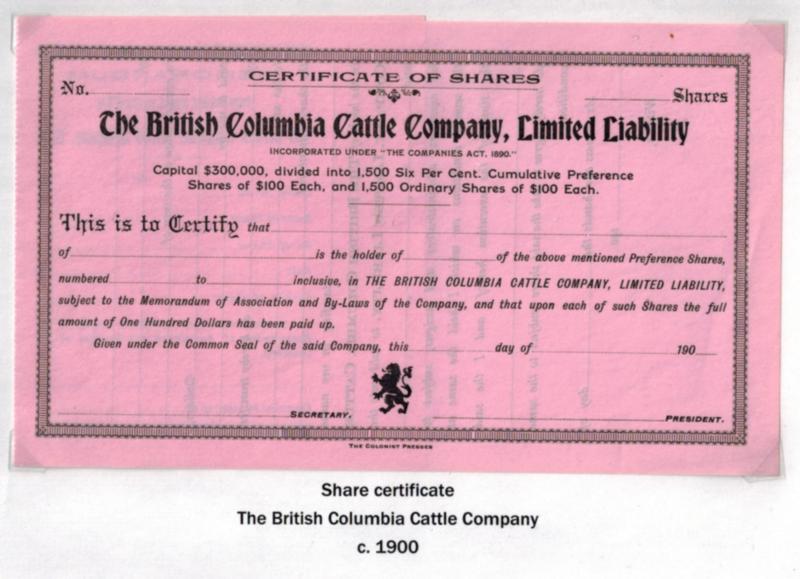 CERTIFICATE OF SHARES
No.
Shares
The British Columbia Cattle Company, Limited Liability
INCORPORATED UNDER "THE COMPANIES ACT, 1890."
Capital $300,000, divided into 1,500 Six Per Cent. Cumulative Preference
Shares of $100 Each, and 1,500 Ordinary Shares of $100 Each.
This is to Certify that
of is the holder of of the above mentioned Preference Shares,
numbered to inclusive, in THE BRITISH COLUMBIA CATTLE COMPANY, LIMITED LIABILITY,
subject to the Memorandum of Association and By-Laws of the Company, and that upon each of such Shares the full
amount of One Hundred Dollars has been paid up.
Given under the Common Seal of the said Company, this day of 190
SECRETARY.
PRESIDENT.
THE COLONIST PRESSES
Share certificate
The British Columbia Cattle Company
c. 1900